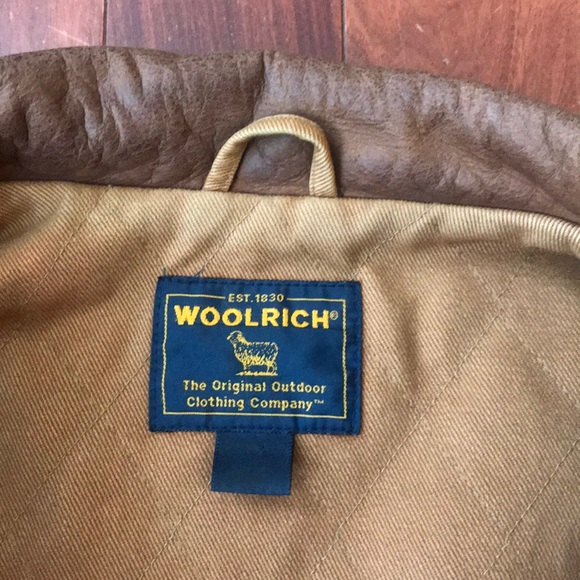 EST. 1830
WOOLRICH®
The Original Outdoor
Clothing Company™